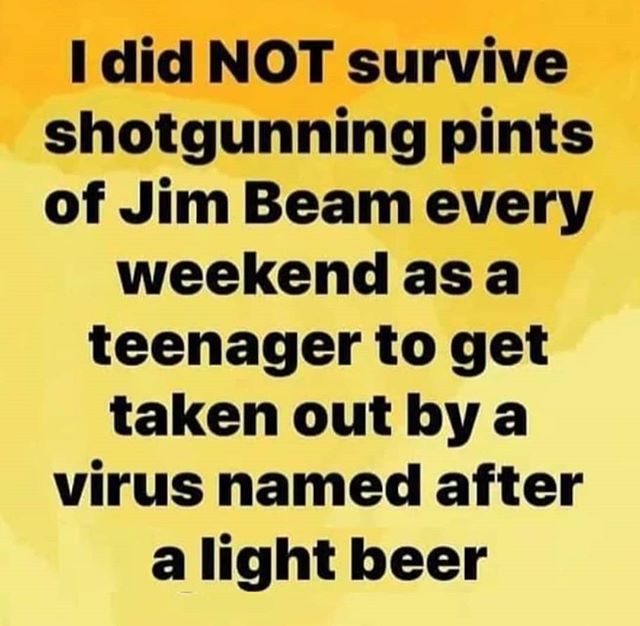 I did NOT survive
shotgunning pints
of Jim Beam every
weekend as a
teenager to get
taken out by a
virus named after
a light beer